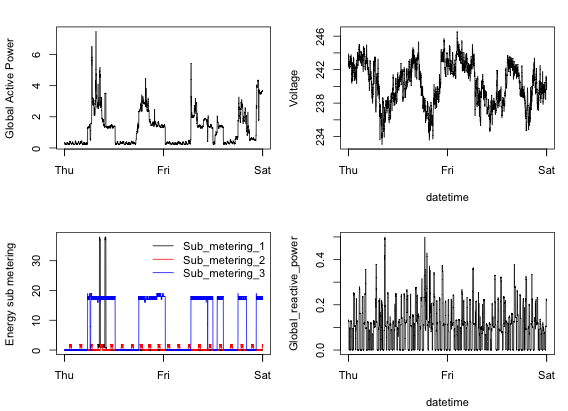 Global Active Power
0 2 4 6
Thu Fri Sat
Voltage
234 238 242 246
Thu Fri Sat
datetime
Energy sub metering
0 10 20 30
Sub_metering_1
Sub_metering_2
Sub_metering_3
Thu Fri Sat
Global_reactive_power
0.0 0.2 0.4
Thu Fri Sat
datetime